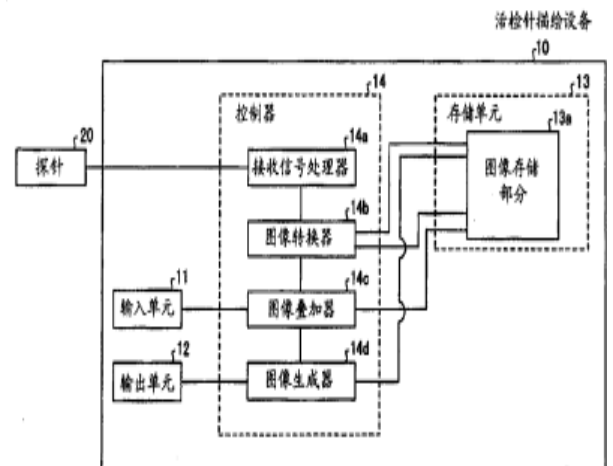 活检针描绘设备
10
14
13
控制器
存储单元
20
14a
13a
探针
接收信号处理器
图像存储
部分
14b
图像转换器
11
14c
输入单元
图像叠加器
12
14d
输出单元
图像生成器